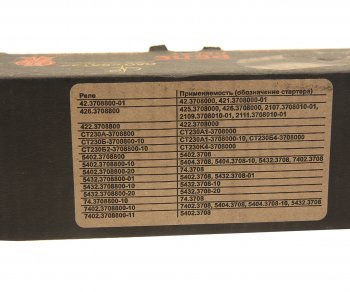 Реле Применяемость (обозначение стартера)
42.3708800-01 42.3708000, 421.3708000-01
426.3708800 425.3708000, 426.3708000, 2107.3708010-01,
2109.3708010-01, 2111.3708010-01
422.3708800 422.3708000
СТ230А-3708800 СТ230А1-3708000
СТ230Б-3708800-10 СТ230А1-3708000-10, СТ230Б4-3708000
СТ230Б2-3708800-10 СТ230К4-3708000
5402.3708800 5402.3708
5402.3708800-10 5404.3708, 5404.3708-10, 5432.3708, 7402.3708
5402.3708800-20 74.3708
5432.3708800-01 5432.3708, 5432.3708-01
5432.3708800-10 5432.3708-10
5432.3708800-20 5432.3708-20
74.3708800-10 74.3708
7402.3708800-10 7402.3708, 5404.3708, 5404.3708-10, 5432.3708
7402.3708800-11 5402.3708